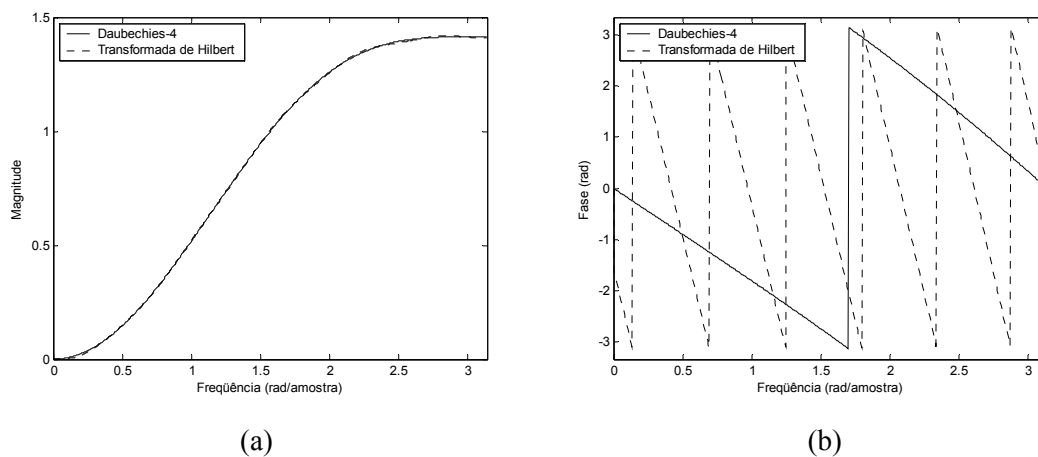 1.5
1
0.5
0
0
0.5
1
1.5
2
2.5
3
Magnitude
Freqüência (rad/amostra)
Daubechies-4
Transformada de Hilbert
(a)
3
2
1
0
-1
-2
-3
0
0.5
1
1.5
2
2.5
3
Fase (rad)
Freqüência (rad/amostra)
Daubechies-4
Transformada de Hilbert
(b)